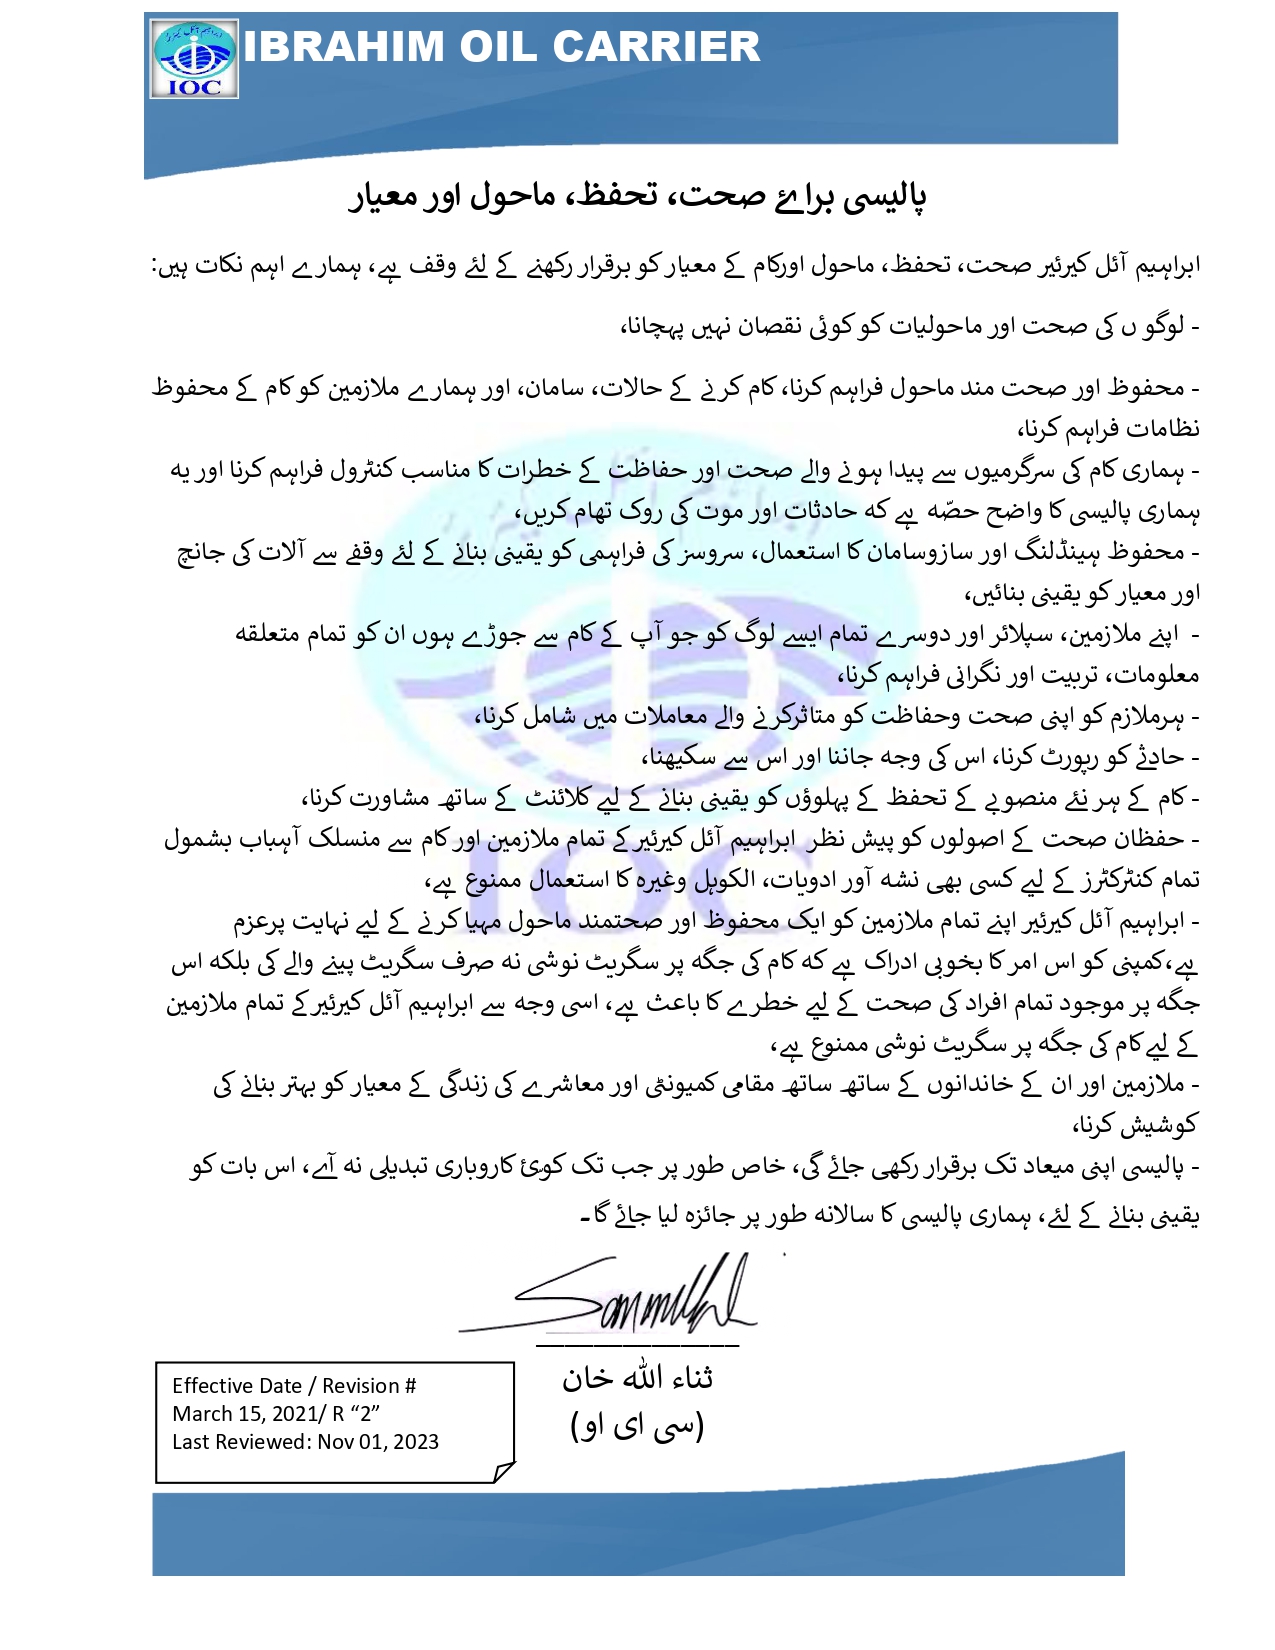 IBRAHIM OIL CARRIER
IOC
پالیسی براۓ صحت، تحفظ، ماحول اور معیار
ابراہیم آئل کیرئیر صحت، تحفظ، ماحول اورکام کے معیار کو برقرار رکھنے کے لئے وقف ہے، ہمارے اہم نکات ہیں:
- لوگو ں کی صحت اور ماحولیات کو کوئی نقصان نہیں پہچانا،
- محفوظ اور صحت مند ماحول فراہم کرنا، کام کرنے کے حالات، سامان، اور ہمارے ملازمین کو کام کے محفوظ
نظامات فراہم کرنا،
- ہماری کام کی سرگرمیوں سے پیدا ہونے والے صحت اور حفاظت کے خطرات کا مناسب کنٹرول فراہم کرنا اور یہ
ہماری پالیسی کا واضح حصّہ ہے کہ حادثات اور موت کی روک تھام کریں،
- محفوظ ہینڈلنگ اور سازوسامان کا استعمال، سروسز کی فراہمی کو یقینی بنانے کے لئے وقفے سے آلات کی جانچ
اور معیار کو یقینی بنائیں،
- اپنے ملازمین، سپلائر اور دوسرے تمام ایسے لوگ کو جو آپ کے کام سے جوڑے ہوں ان کو تمام متعلقہ
معلومات، تربیت اور نگرانی فراہم کرنا،
- ہرملازم کو اپنی صحت وحفاظت کو متاثرکرنے والے معاملات میں شامل کرنا،
- حادثے کو رپورٹ کرنا، اس کی وجہ جاننا اور اس سے سکیھنا،
- کام کے ہر نئے منصوبے کے تحفظ کے پہلوؤں کو یقینی بنانے کے لیے کلائنٹ کے ساتھ مشاورت کرنا،
- حفظان صحت کے اصولوں کو پیش نظر ابراہیم آئل کیرئیر کے تمام ملازمین اور کام سے منسلک آہباب بشمول
تمام کنٹرکٹرز کے لیے کسی بھی نشہ آور ادویات، الکوہل وغیرہ کا استعمال ممنوع ہے،
- ابراہیم آئل کیرئیر اپنے تمام ملازمین کو ایک محفوظ اور صحتمند ماحول مہیا کرنے کے لیے نہایت پرعزم
ہے،کمپنی کو اس امر کا بخوبی ادراک ہے کہ کام کی جگہ پر سگریٹ نوشی نہ صرف سگریٹ پینے والے کی بلکہ اس
جگہ پر موجود تمام افراد کی صحت کے لیے خطرے کا باعث ہے، اسی وجہ سے ابراہیم آئل کیرئیر کے تمام ملازمین
کے لیے کام کی جگہ پر سگریٹ نوشی ممنوع ہے،
- ملازمین اور ان کے خاندانوں کے ساتھ ساتھ مقامی کمیونٹی اور معاشرے کی زندگی کے معیار کو بہتر بنانے کی
کوشیش کرنا،
- پالیسی اپنی میعاد تک برقرار رکھی جائے گی، خاص طور پر جب تک کوئ کاروباری تبدیلی نہ آے، اس بات کو
یقینی بنانے کے لئے، ہماری پالیسی کا سالانہ طور پر جائزہ لیا جائے گا۔
ثناء اللہ خان
(سی ای او)
Effective Date / Revision #
March 15, 2021/ R “2”
Last Reviewed: Nov 01, 2023